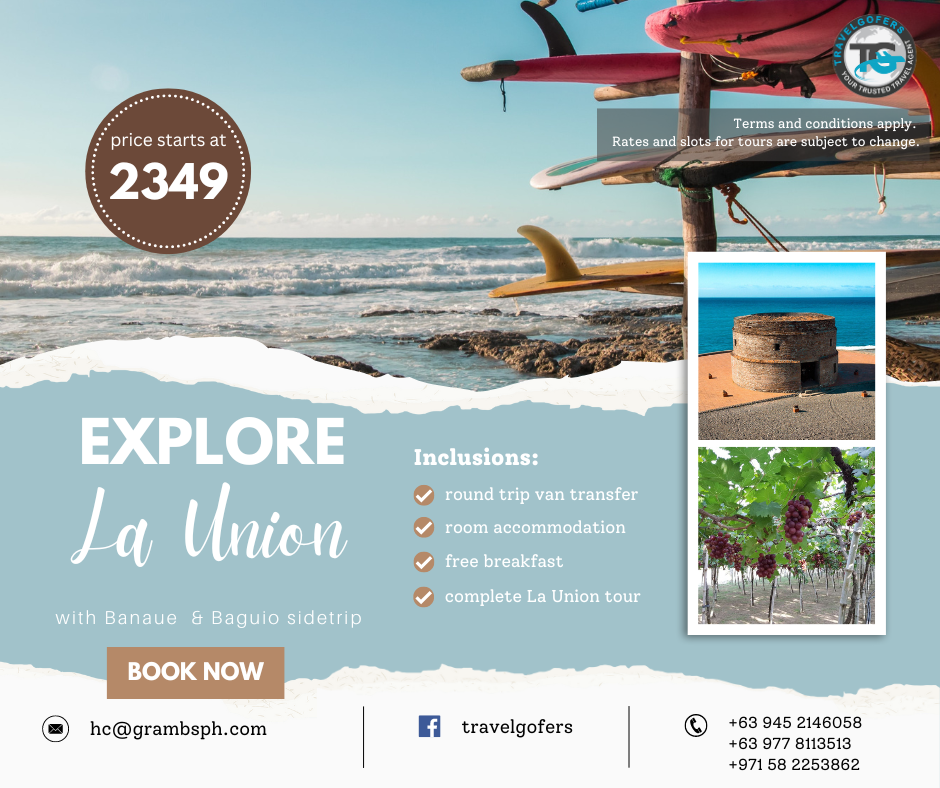 TRAVELGOFERS
TG
YOUR TRUSTED TRAVEL AGENT
Terms and conditions apply.
Rates and slots for tours are subject to change.
price starts at
2349
EXPLORE
La Union
with Banaue & Baguio sidetrip
BOOK NOW
Inclusions:
round trip van transfer
room accommodation
free breakfast
complete La Union tour
hc@grambsph.com
travelgofers
+63 945 2146058
+63 977 8113513
+971 58 2253862